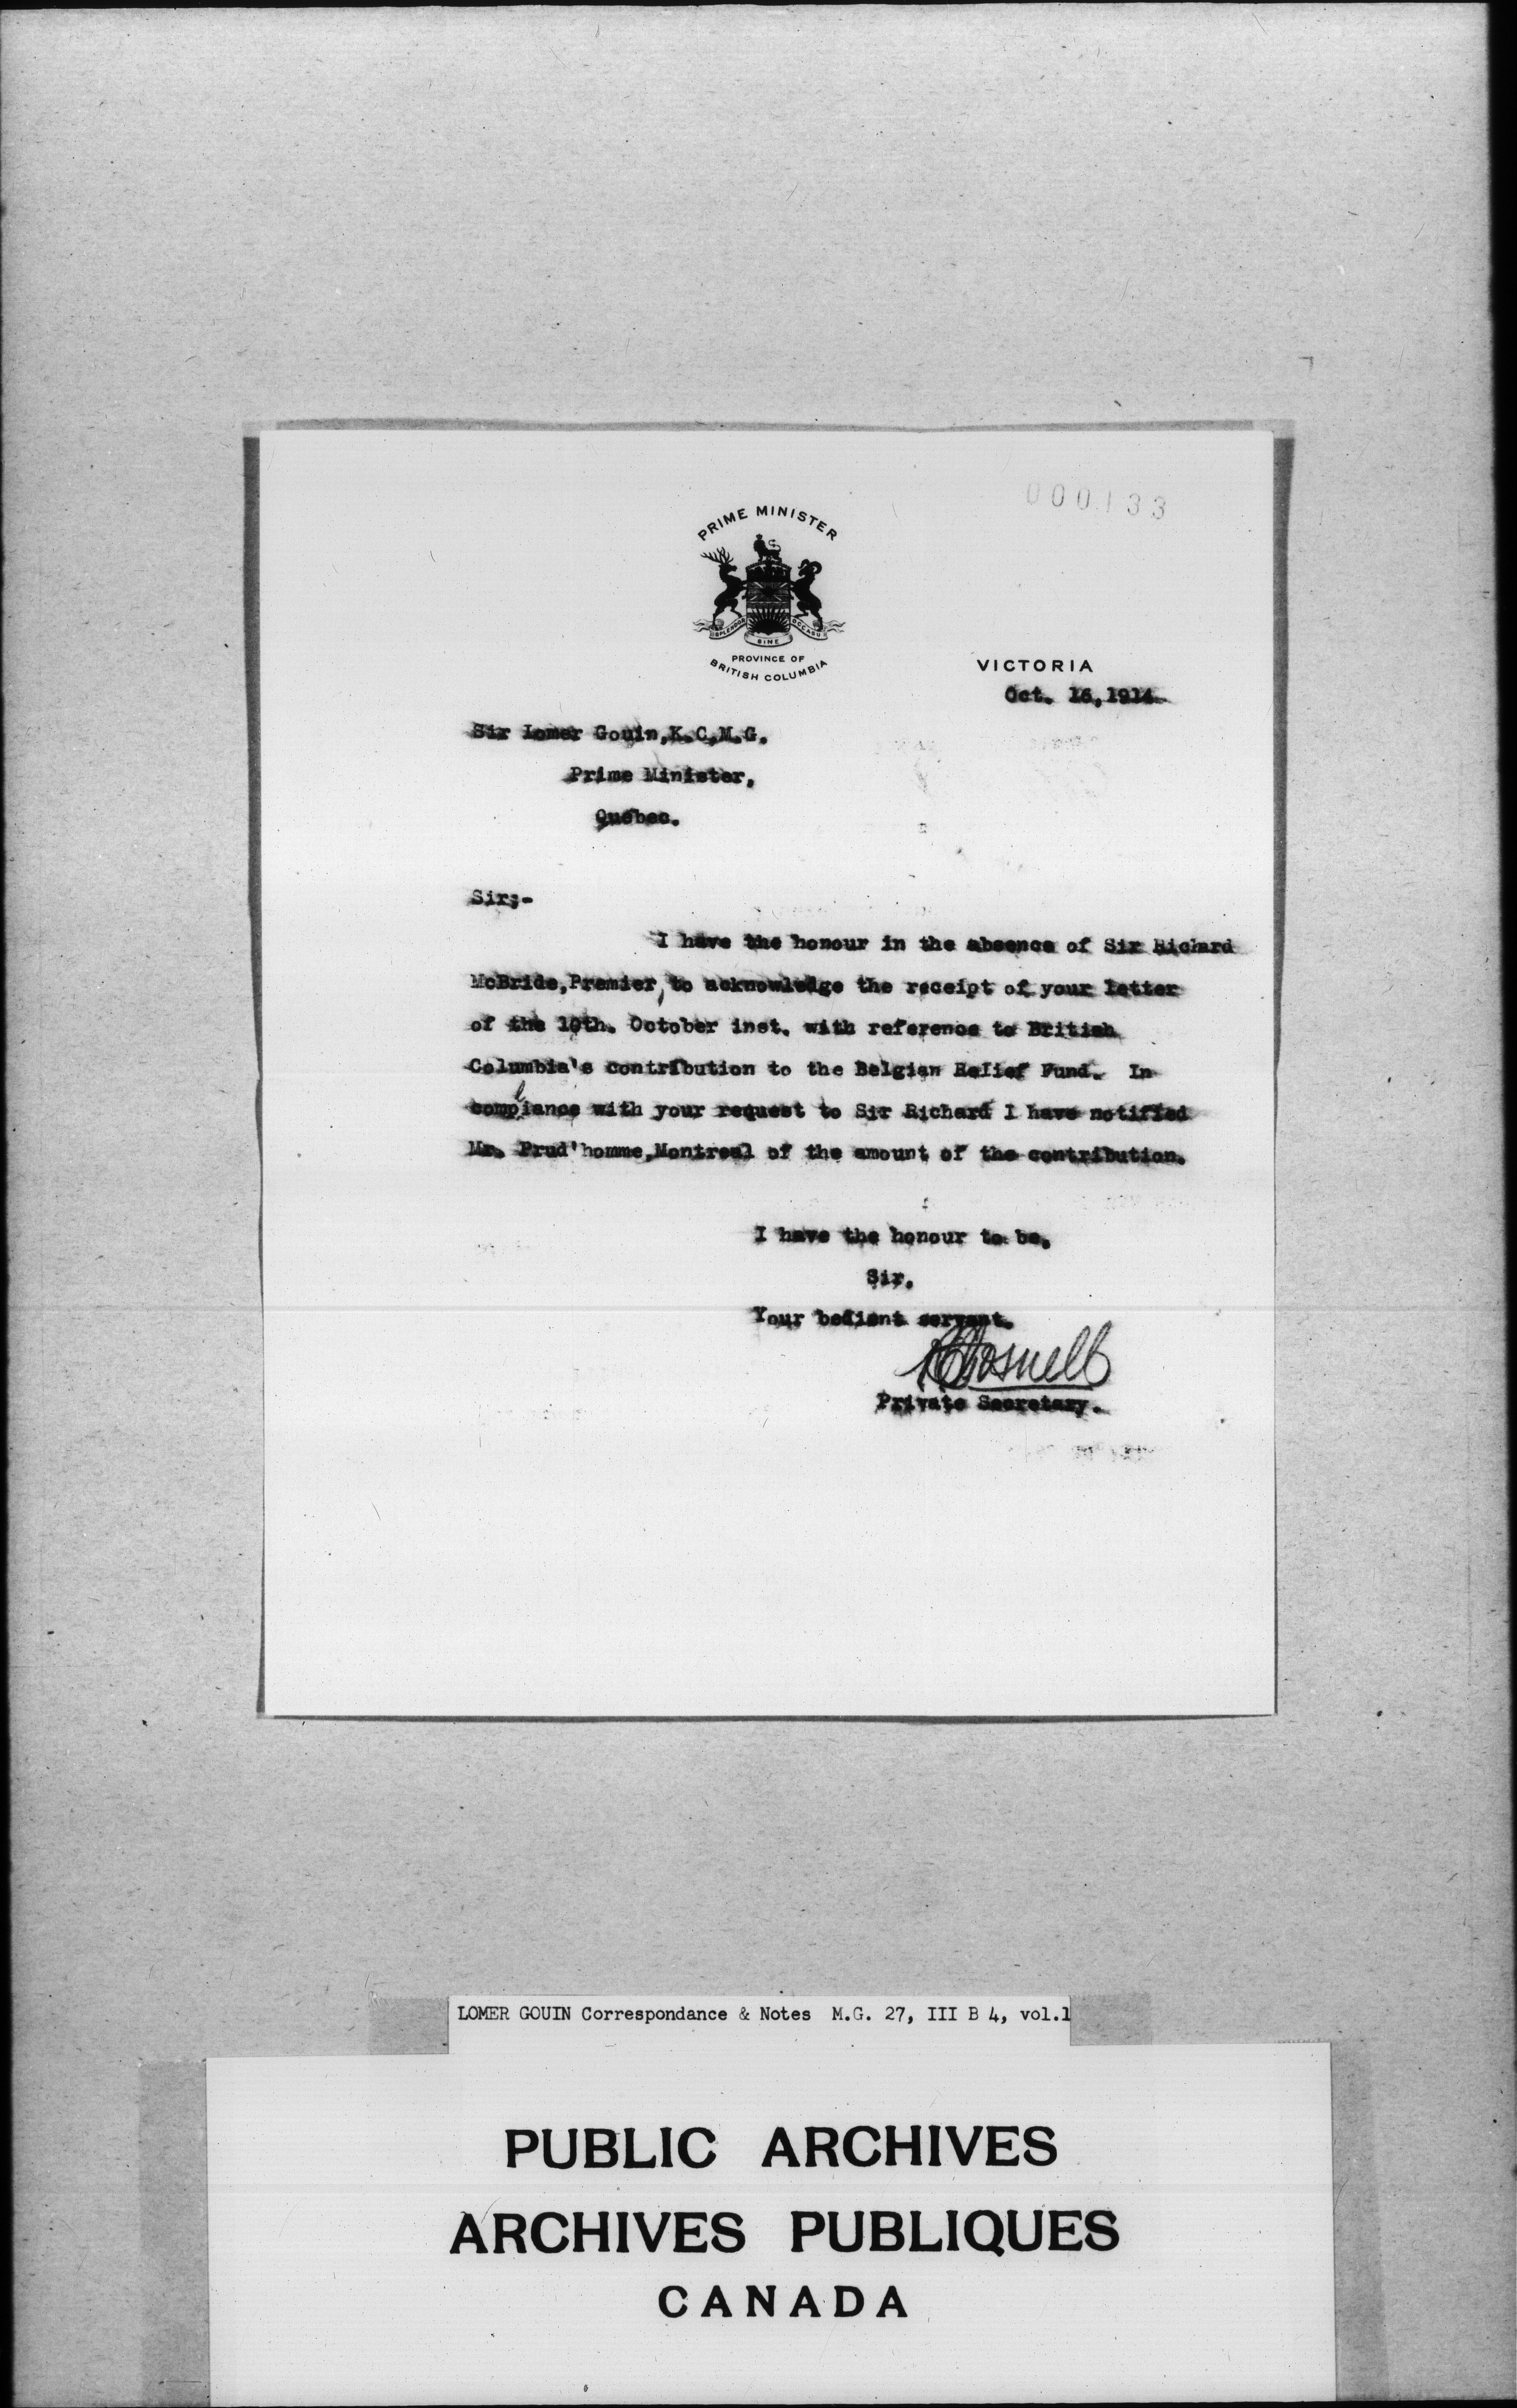 000133
PRIME MINISTER
SPLENDOR SINE OCCASU
PROVINCE OF
BRITISH COLUMBIA
VICTORIA
Oct. 16, 1914.
Sir Lomer Gouin, K.C.M.G.
Prime Minister,
Quebec.
Sir;-
I have the honour in the absence of Sir Richard
McBride, Premier, to acknowledge the receipt of your letter
of the 10th. October inst. with reference to British
Columbia's contribution to the Belgian Relief Fund. In
compliance with your request to Sir Richard I have notified
Mr. Prud'homme, Montreal of the amount of the contribution.
I have the honour to be,
Sir,
Your bedient servant.
R E Gosnell
Private Secretary.
LOMER GOUIN Correspondance & Notes M.G. 27, III B 4, vol.1
PUBLIC ARCHIVES
ARCHIVES PUBLIQUES
CANADA